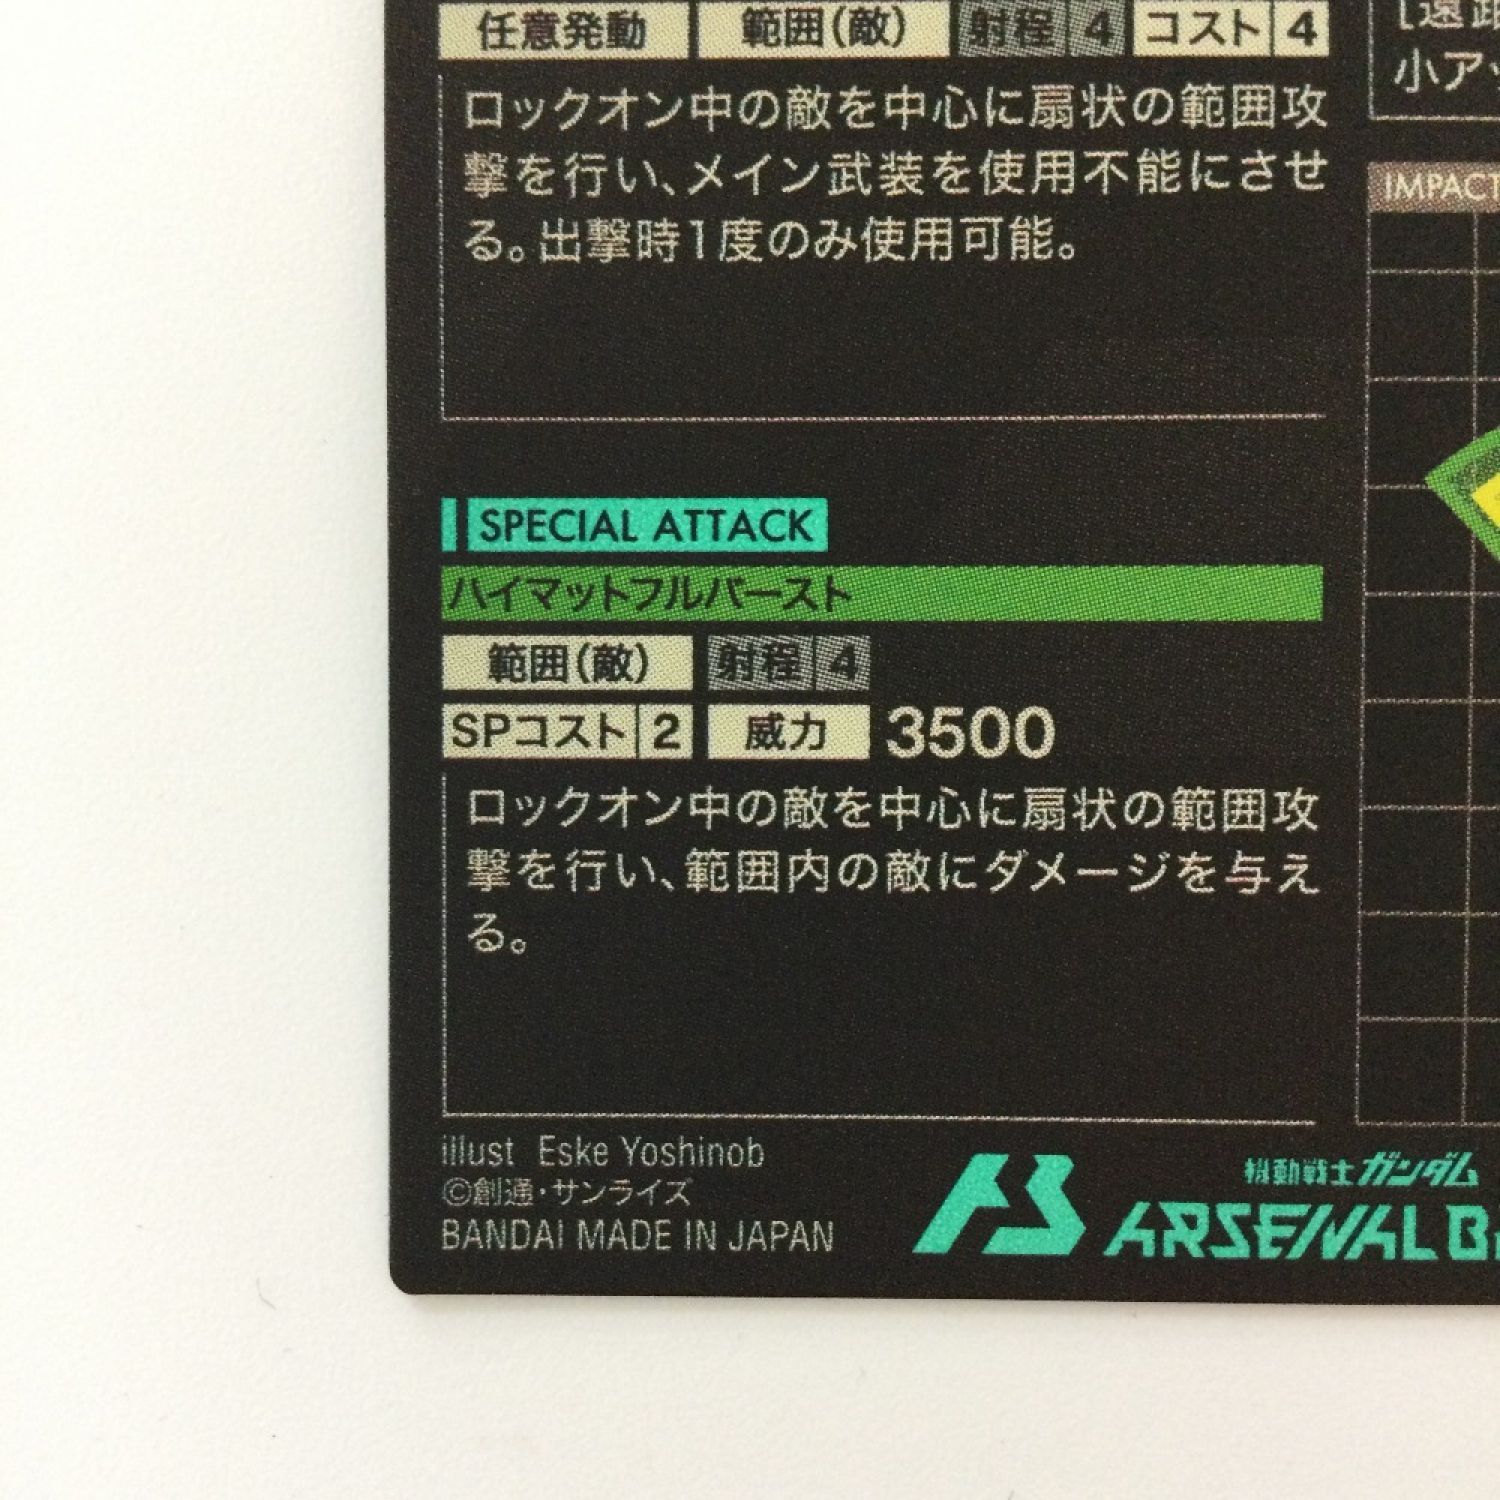 任意発動 範囲(敵) 射程 4 コスト 4
ロックオン中の敵を中心に扇状の範囲攻
撃を行い、メイン武装を使用不能にさせ
る。出撃時1度のみ使用可能。
小ア
IMPACT
SPECIAL ATTACK
ハイマットフルバースト
範囲(敵) 射程 4
SPコスト 2 威力 3500
ロックオン中の敵を中心に扇状の範囲攻
撃を行い、範囲内の敵にダメージを与え
る。
illust Eske Yoshinob
©創通・サンライズ
BANDAI MADE IN JAPAN
機動戦士ガンダム
ARSENAL B